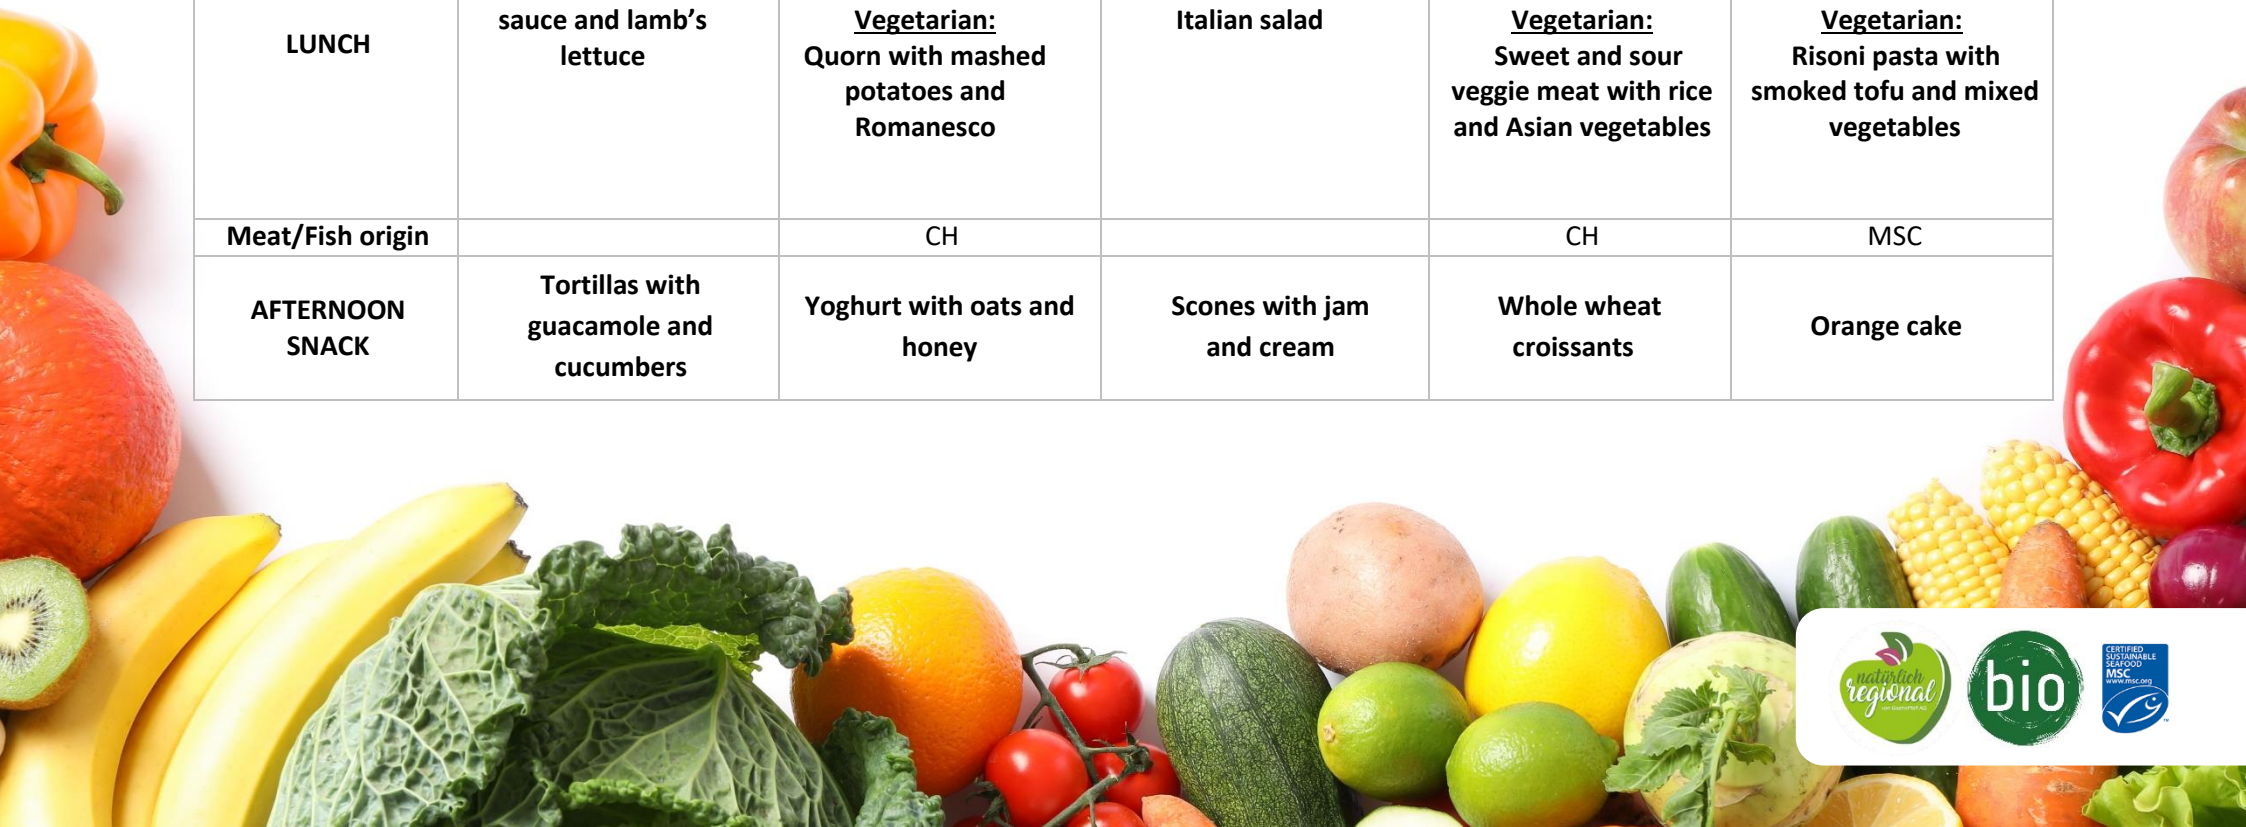 LUNCH
sauce and lamb’s
lettuce
Vegetarian:
Quorn with mashed
potatoes and
Romanesco
Italian salad
Vegetarian:
Sweet and sour
veggie meat with rice
and Asian vegetables
Vegetarian:
Risoni pasta with
smoked tofu and mixed
vegetables
Meat/Fish origin
CH
CH
MSC
AFTERNOON
SNACK
Tortillas with
guacamole and
cucumbers
Yoghurt with oats and
honey
Scones with jam
and cream
Whole wheat
croissants
Orange cake
natürlich
regional
bio
CERTIFIED
SUSTAINABLE
SEAFOOD
MSC
www.msc.org
TM